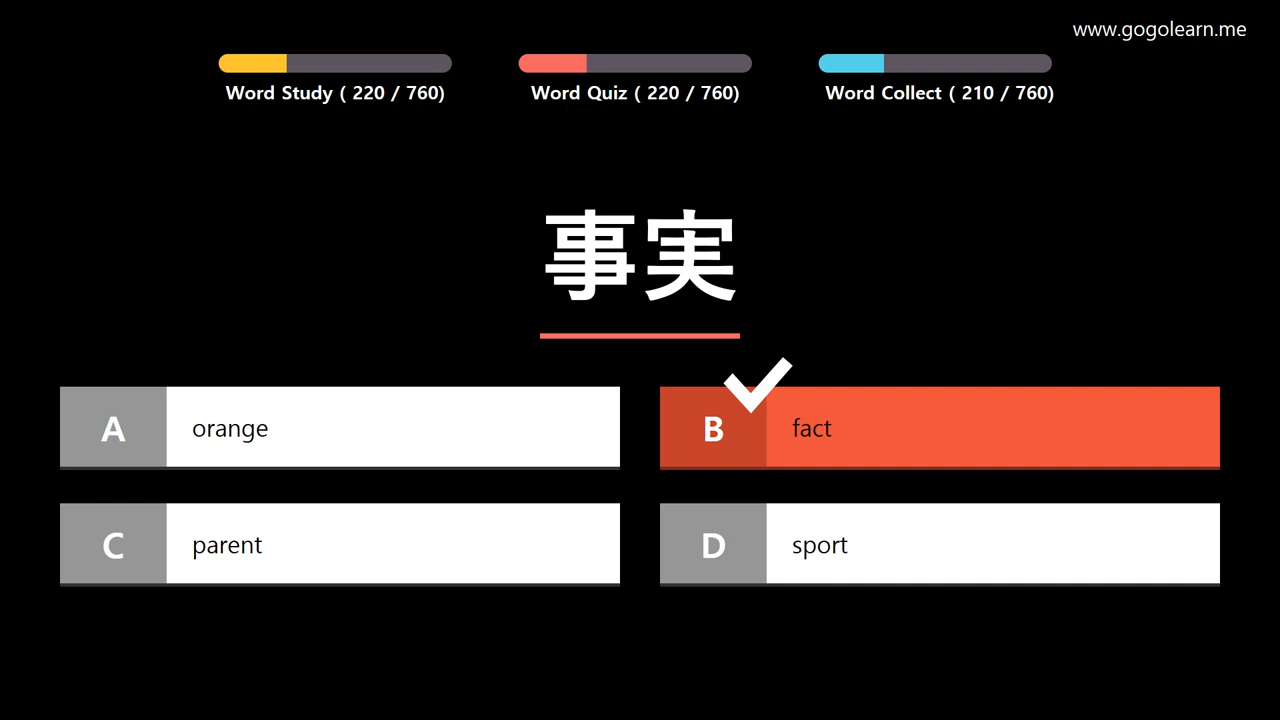 www.gogolearn.me
Word Study ( 220 / 760)
Word Quiz ( 220 / 760)
Word Collect ( 210 / 760)
事実
A orange
B fact
C parent
D sport